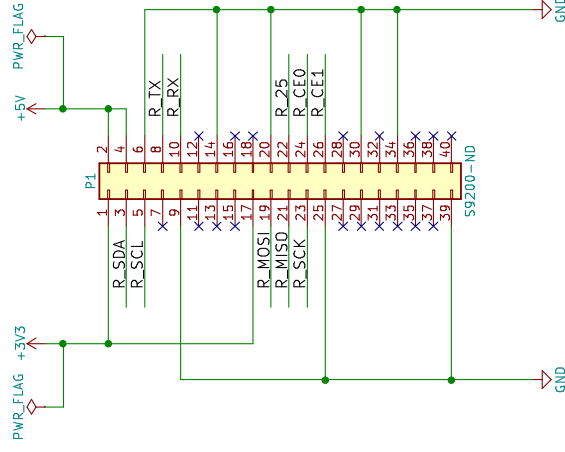 PWR_FLAG
GND
+5V
R_TX
R_RX
R_25
R_CE0
R_CE1
2
4
6
8
10
12
14
16
18
20
22
24
26
28
30
32
34
36
38
40
P1
S9200-ND
1
3
5
7
9
11
13
15
17
19
21
23
25
27
29
31
33
35
37
39
R_SDA
R_SCL
R_MOSI
R_MISO
R_SCK
+3V3
PWR_FLAG
GND